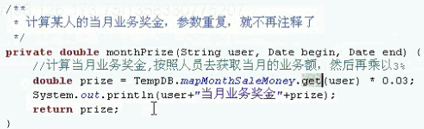 /**
* 计算某人的当月业务奖金，参数重复，就不再注释了
*/
private double monthPrize(String user, Date begin, Date end) {
//计算当月业务奖金,按照人员去获取当月的业务额，然后再乘以3%
double prize = TempDB.mapMonthSaleMoney.get(user) * 0.03;
System.out.println(user+"当月业务奖金"+prize);
return prize;
}